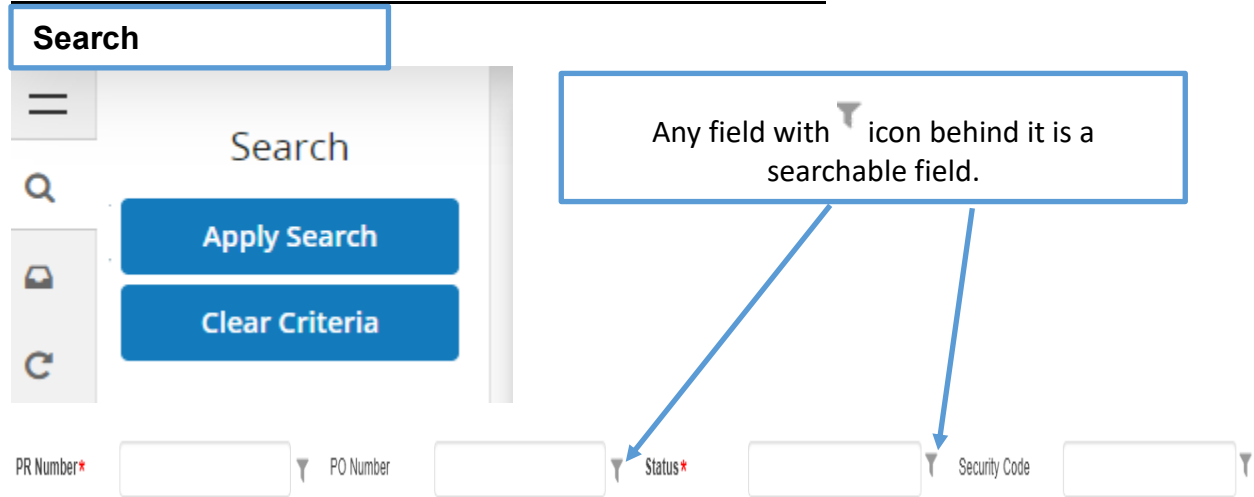 Search
Search
Apply Search
Clear Criteria
Any field with icon behind it is a
searchable field.
PR Number* PO Number Status* Security Code